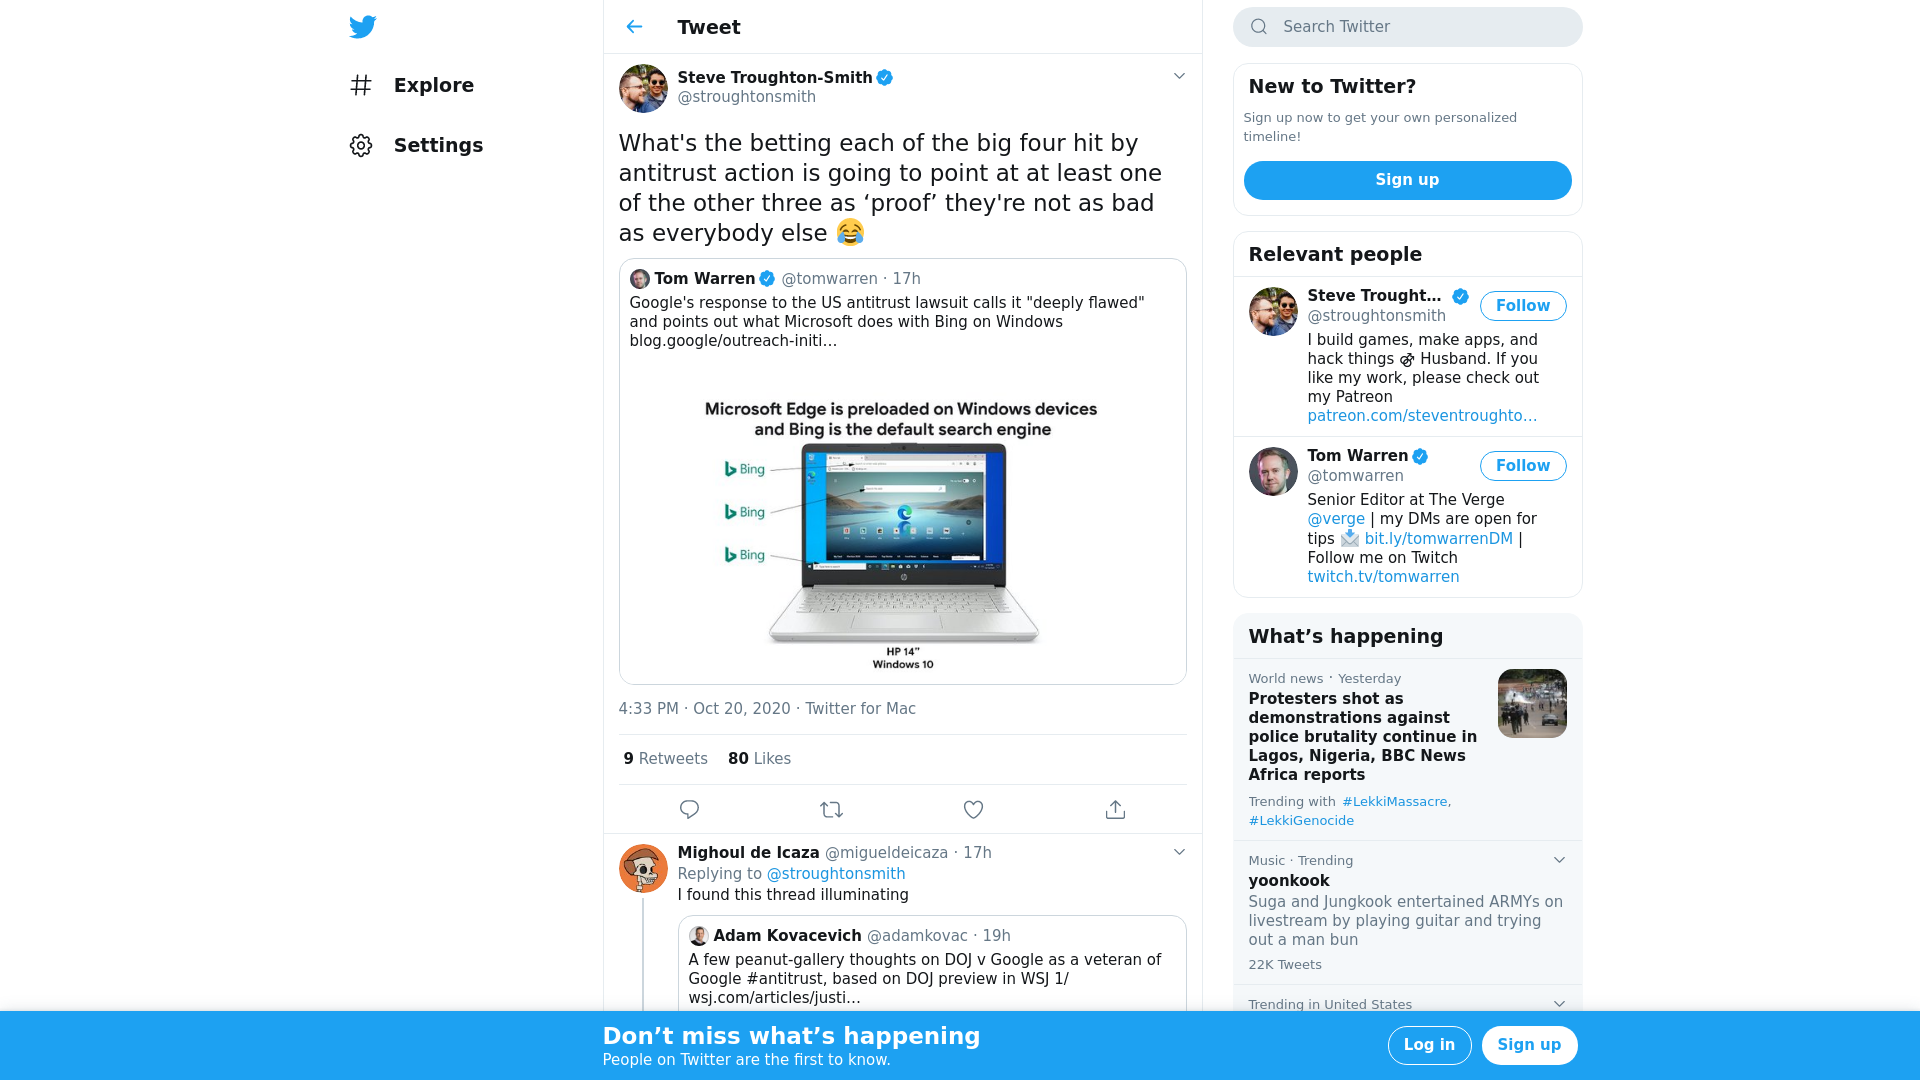 Explore
Settings
Tweet
Steve Troughton-Smith
@stroughtonsmith
What's the betting each of the big four hit by
antitrust action is going to point at at least one
of the other three as ‘proof’ they're not as bad
as everybody else 😂
Tom Warren @tomwarren · 17h
Google's response to the US antitrust lawsuit calls it "deeply flawed"
and points out what Microsoft does with Bing on Windows
blog.google/outreach-initi…
Microsoft Edge is preloaded on Windows devices
and Bing is the default search engine
Bing
Bing
Bing
HP 14”
Windows 10
4:33 PM · Oct 20, 2020 · Twitter for Mac
9 Retweets 80 Likes
Mighoul de Icaza @migueldeicaza · 17h
Replying to @stroughtonsmith
I found this thread illuminating
Adam Kovacevich @adamkovac · 19h
A few peanut-gallery thoughts on DOJ v Google as a veteran of
Google #antitrust, based on DOJ preview in WSJ 1/
wsj.com/articles/justi…
Search Twitter
New to Twitter?
Sign up now to get your own personalized
timeline!
Sign up
Relevant people
Steve Trought…
@stroughtonsmith
Follow
I build games, make apps, and
hack things ⚣ Husband. If you
like my work, please check out
my Patreon
patreon.com/steventroughto…
Tom Warren
@tomwarren
Follow
Senior Editor at The Verge
@verge | my DMs are open for
tips 📩 bit.ly/tomwarrenDM |
Follow me on Twitch
twitch.tv/tomwarren
What’s happening
World news · Yesterday
Protesters shot as
demonstrations against
police brutality continue in
Lagos, Nigeria, BBC News
Africa reports
Trending with #LekkiMassacre,
#LekkiGenocide
Music · Trending
yoonkook
Suga and Jungkook entertained ARMYs on
livestream by playing guitar and trying
out a man bun
22K Tweets
Trending in United States
Don’t miss what’s happening
People on Twitter are the first to know.
Log in
Sign up